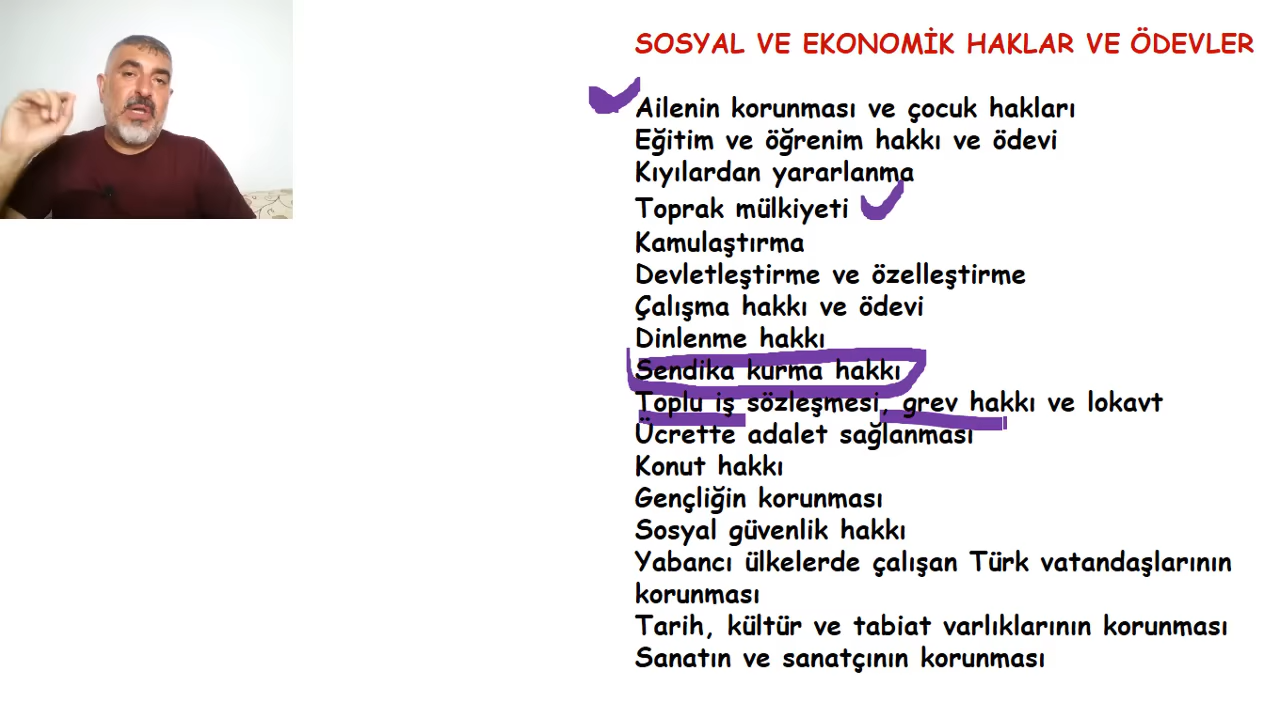 SOSYAL VE EKONOMİK HAKLAR VE ÖDEVLER
Ailenin korunması ve çocuk hakları
Eğitim ve öğrenim hakkı ve ödevi
Kıyılardan yararlanma
Toprak mülkiyeti
Kamulaştırma
Devletleştirme ve özelleştirme
Çalışma hakkı ve ödevi
Dinlenme hakkı
Sendika kurma hakkı
Toplu iş sözleşmesi, grev hakkı ve lokavt
Ücrette adalet sağlanması
Konut hakkı
Gençliğin korunması
Sosyal güvenlik hakkı
Yabancı ülkelerde çalışan Türk vatandaşlarının
korunması
Tarih, kültür ve tabiat varlıklarının korunması
Sanatın ve sanatçının korunması